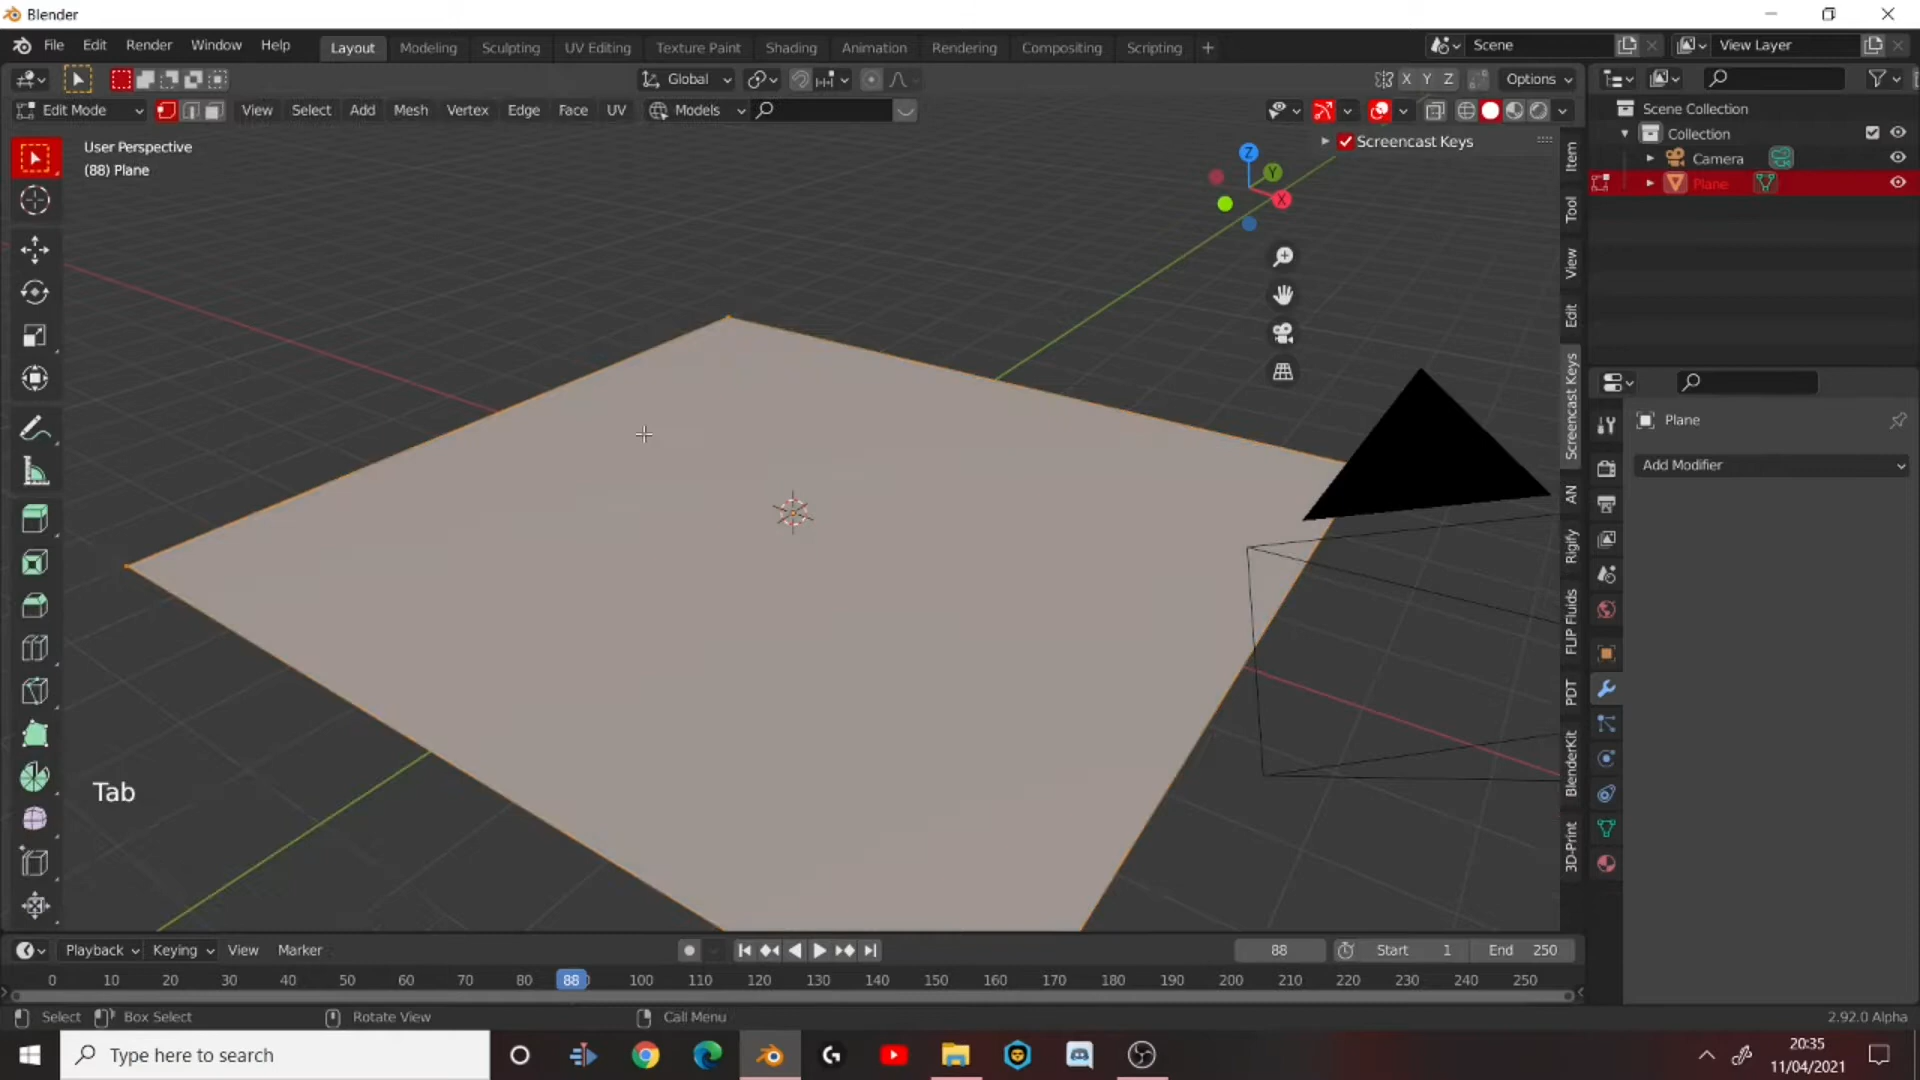 Blender
File Edit Render Window Help Layout Modeling Sculpting UV Editing Texture Paint Shading Animation Rendering Compositing Scripting + Scene View Layer
Global X Y Z Options
Edit Mode View Select Add Mesh Vertex Edge Face UV Models
Scene Collection
Collection
Camera
Plane
User Perspective
(88) Plane
Screencast Keys
Z
Y
X
Item
Tool
View
Edit
Screencast Keys
AN
Rigify
FLIP Fluids
PDT
BlenderKit
3D-Print
Plane
Add Modifier
Tab
Playback Keying View Marker 88 Start 1 End 250
0 10 20 30 40 50 60 70 80 88 100 110 120 130 140 150 160 170 180 190 200 210 220 230 240 250
Select Box Select Rotate View Call Menu 2.92.0 Alpha
Type here to search
20:35
11/04/2021